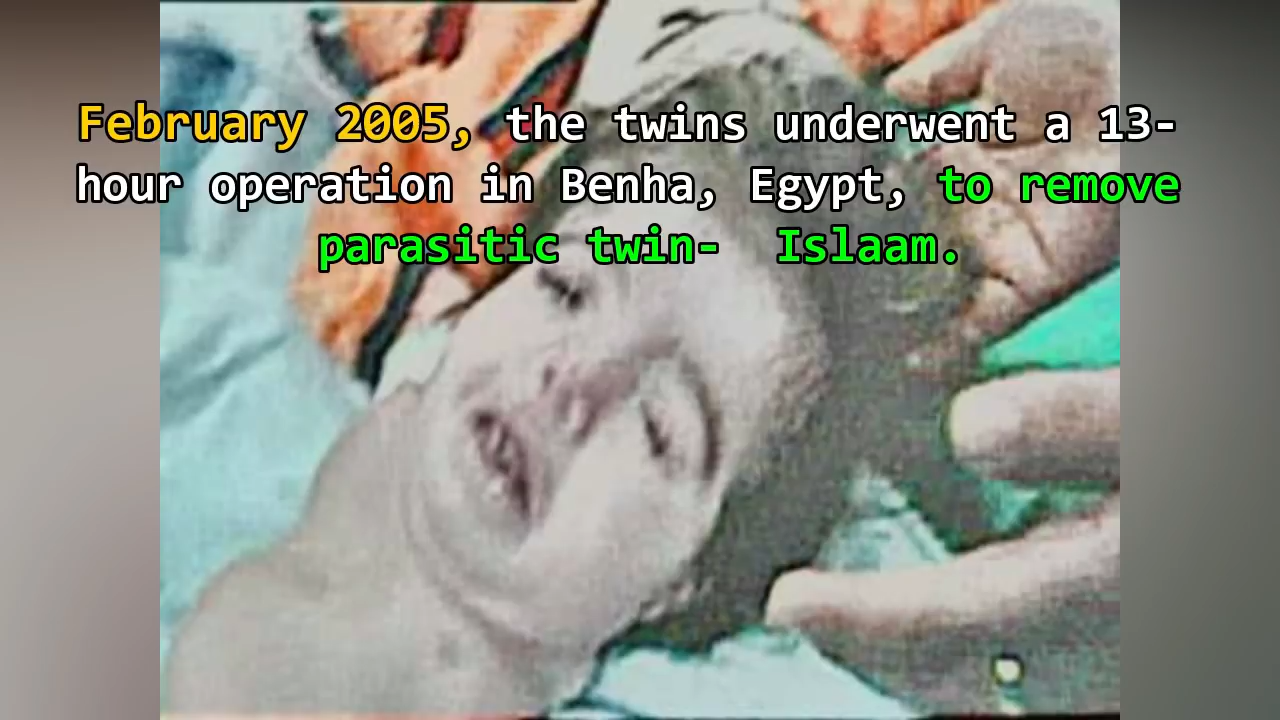 February 2005, the twins underwent a 13-
hour operation in Benha, Egypt, to remove
parasitic twin-  Islaam.